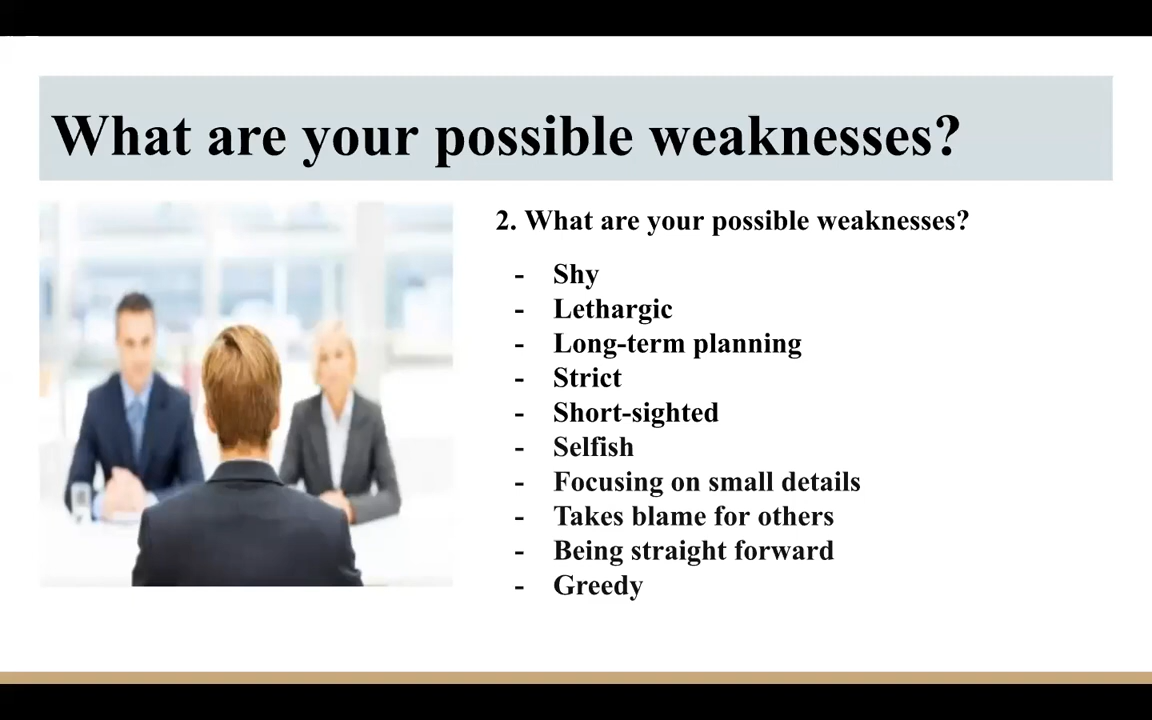 What are your possible weaknesses?
2. What are your possible weaknesses?
- Shy
- Lethargic
- Long-term planning
- Strict
- Short-sighted
- Selfish
- Focusing on small details
- Takes blame for others
- Being straight forward
- Greedy